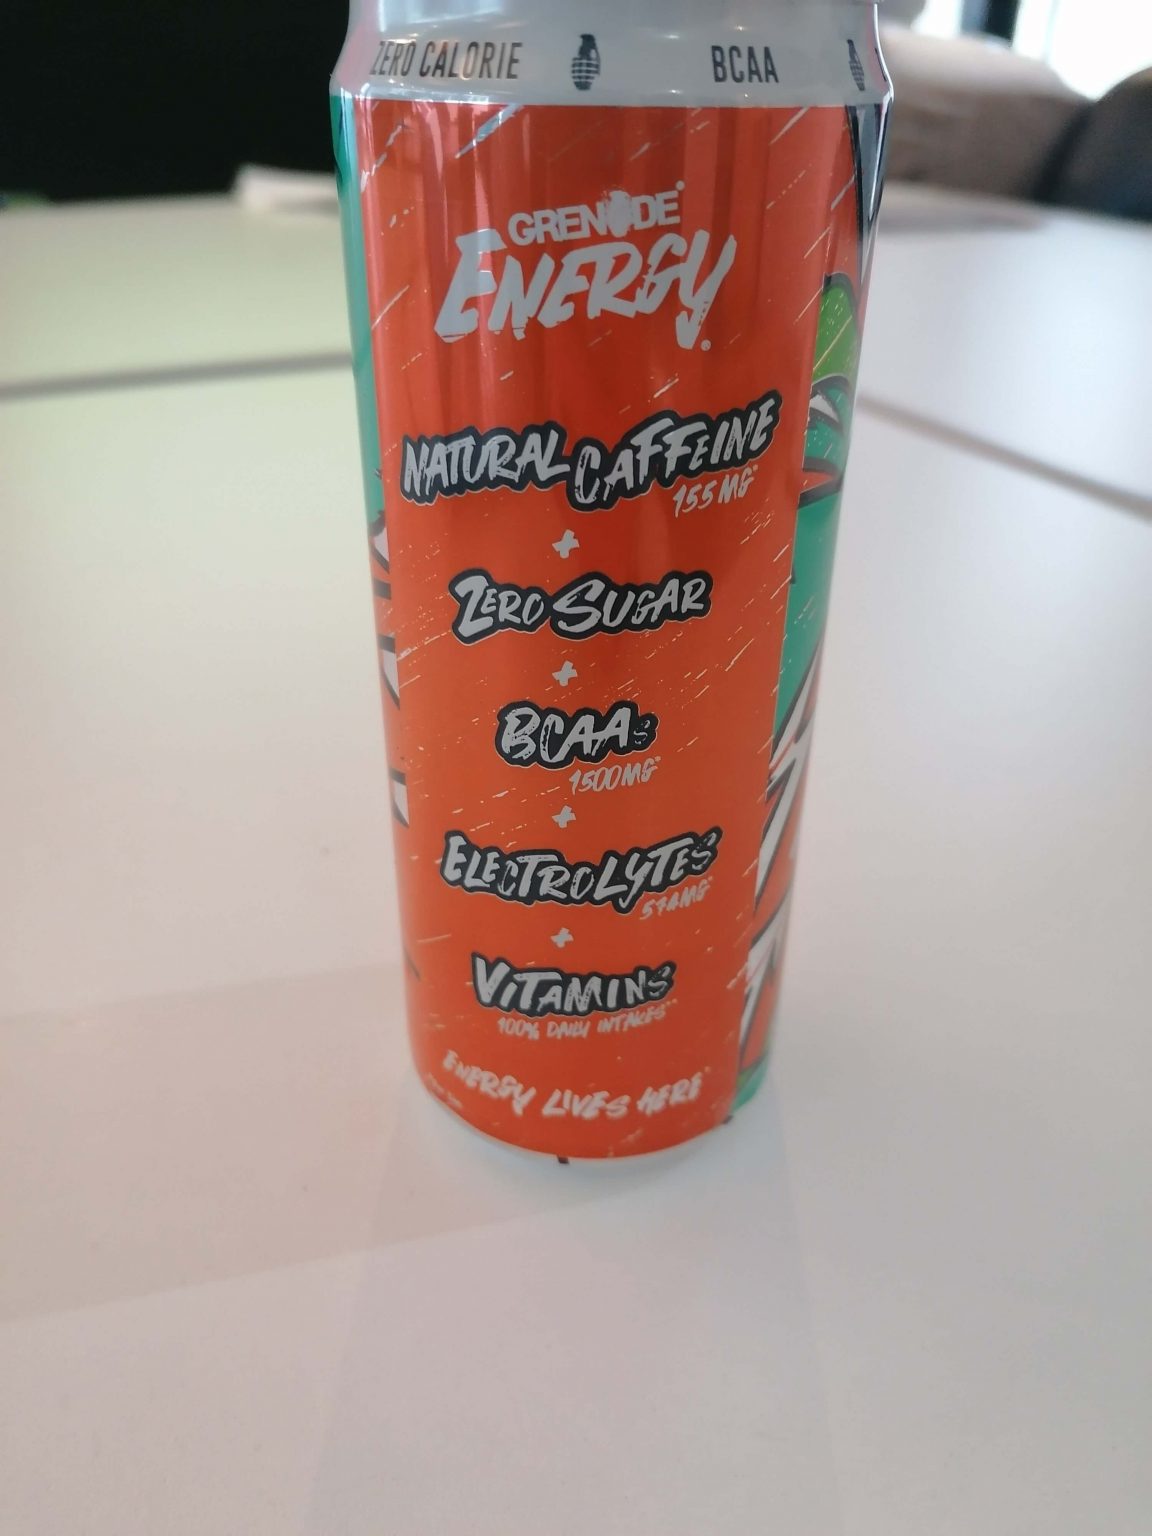 ZERO CALORIE BCAA
GRENADE®
ENERGY®
NATURAL CAFFEINE
155MG*
+
ZERO SUGAR
+
BCAAs
1500MG*
+
ELECTROLYTES
574MG*
+
VITAMINS
100% DAILY INTAKES**
ENERGY LIVES HERE